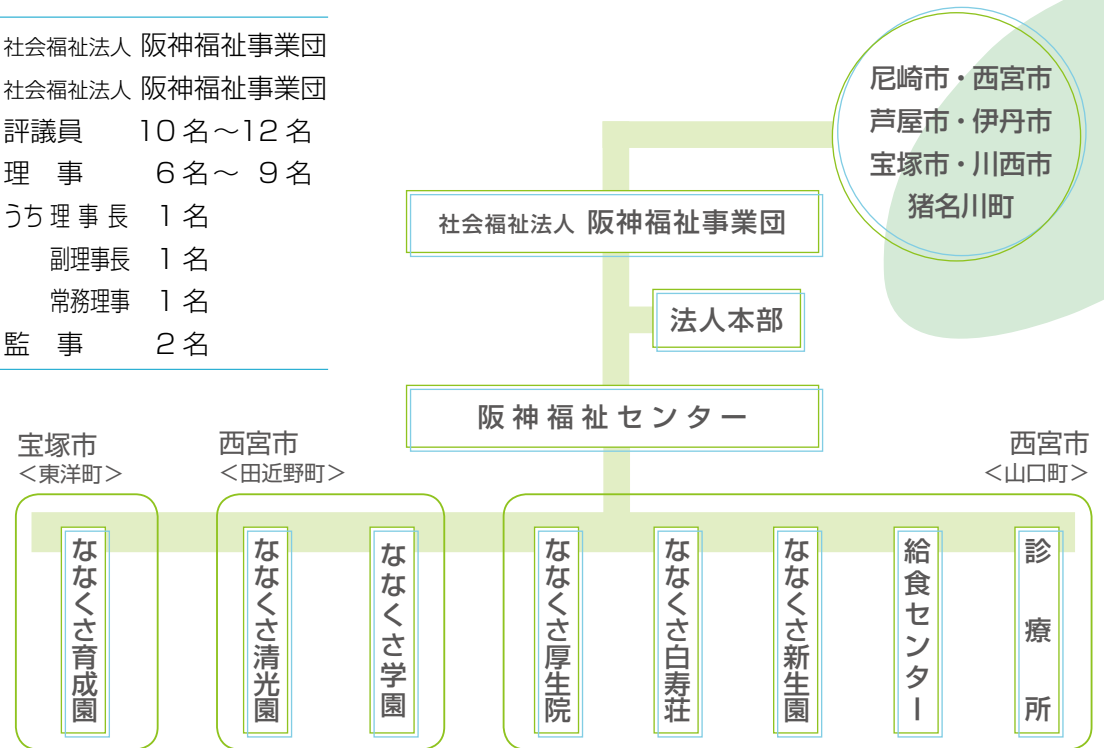 社会福祉法人 阪神福祉事業団
社会福祉法人 阪神福祉事業団
評議員 10名～12名
理 事 6名～ 9名
うち理事長 1名
副理事長 1名
常務理事 1名
監 事 2名
尼崎市・西宮市
芦屋市・伊丹市
宝塚市・川西市
猪名川町
社会福祉法人 阪神福祉事業団
法人本部
阪神福祉センター
宝塚市
＜東洋町＞
西宮市
＜田近野町＞
西宮市
＜山口町＞
ななくさ育成園
ななくさ清光園
ななくさ学園
ななくさ厚生院
ななくさ白寿荘
ななくさ新生園
給食センター
診療所